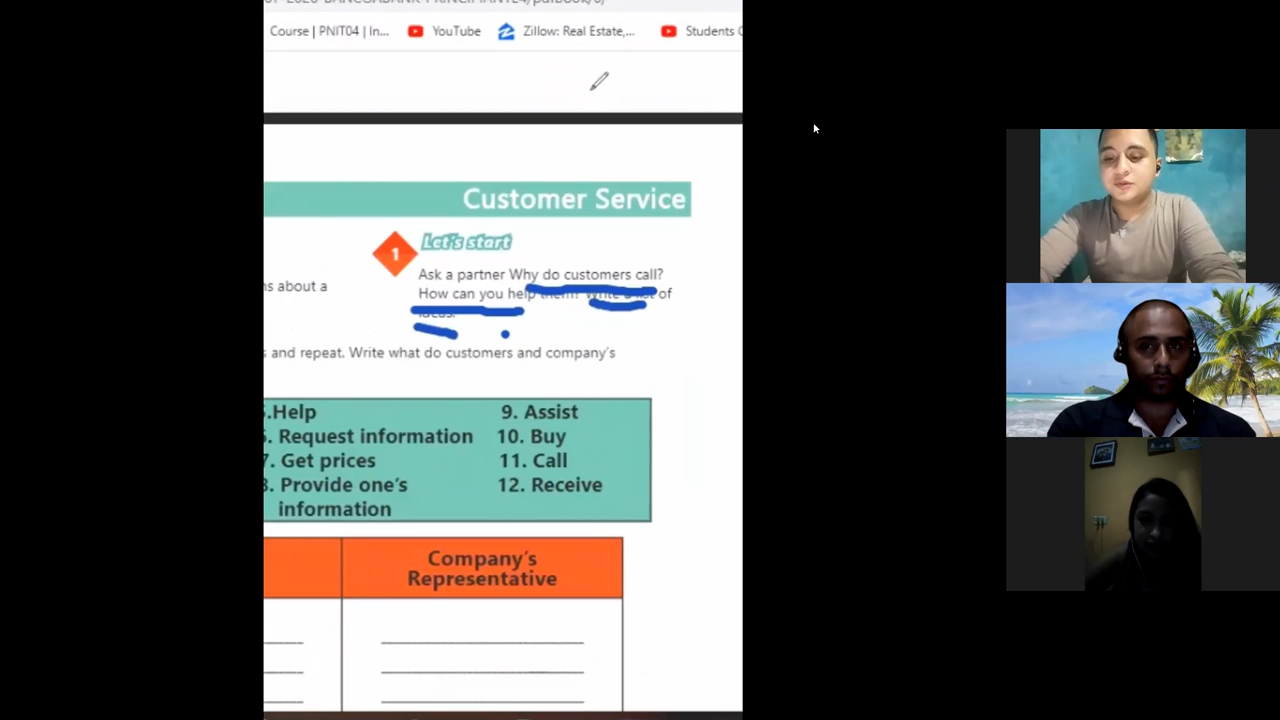 Course | PNIT04 | In...
YouTube
Zillow: Real Estate,...
Students
Customer Service
1
Let's start
Ask a partner Why do customers call?
How can you help them? Write a list of
ideas.
ns about a
s and repeat. Write what do customers and company's
.Help
9. Assist
. Request information
10. Buy
7. Get prices
11. Call
. Provide one's
12. Receive
information
Company's
Representative